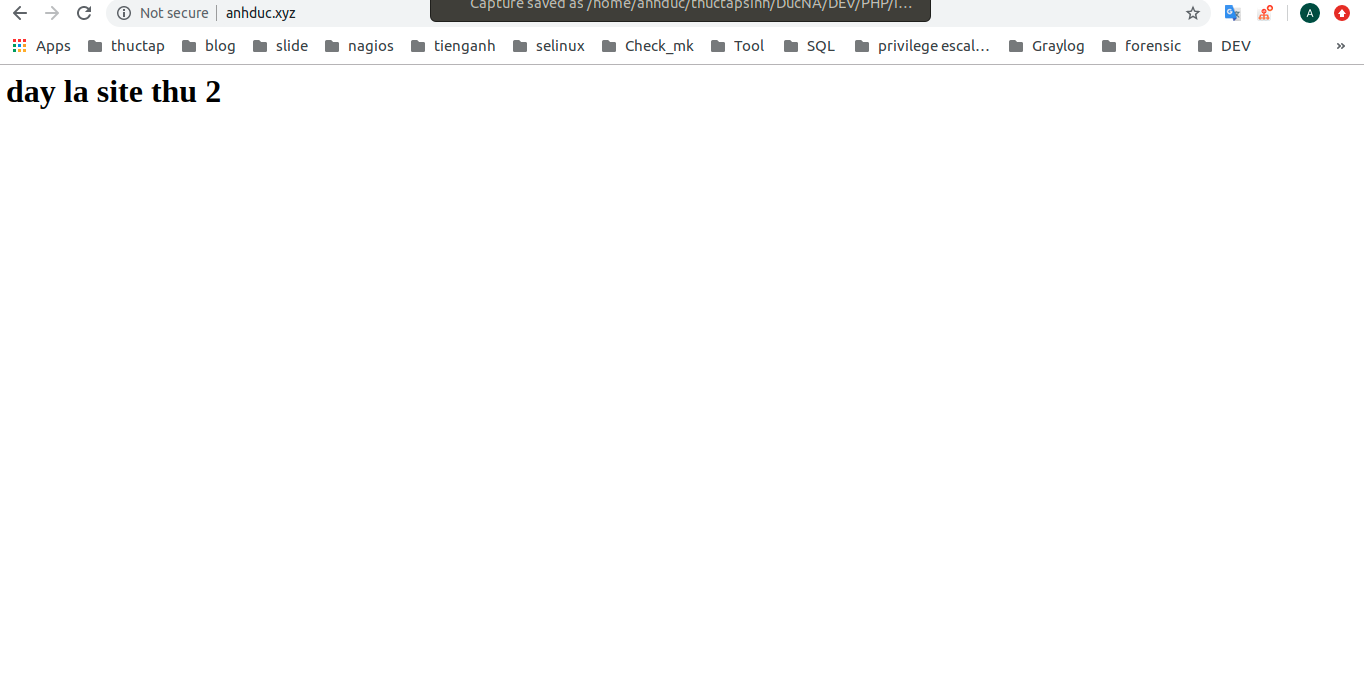 Capture saved as /home/anhduc/thuctapsinh/DucNA/DEV/PHP/i...
Not secure anhduc.xyz A
Apps thuctap blog slide nagios tienganh selinux Check_mk Tool SQL privilege escal... Graylog forensic DEV »
day la site thu 2